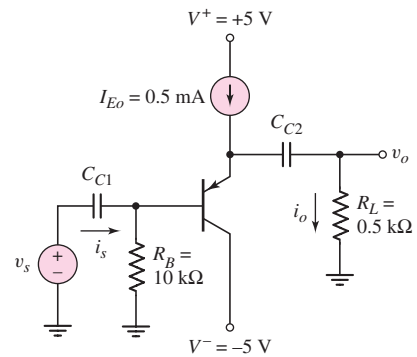 V⁺ = +5 V
I_Eo = 0.5 mA
C_C2
v_o
C_C1
i_o
R_L =
0.5 kΩ
v_s
+
−
i_s
R_B =
10 kΩ
V⁻ = −5 V